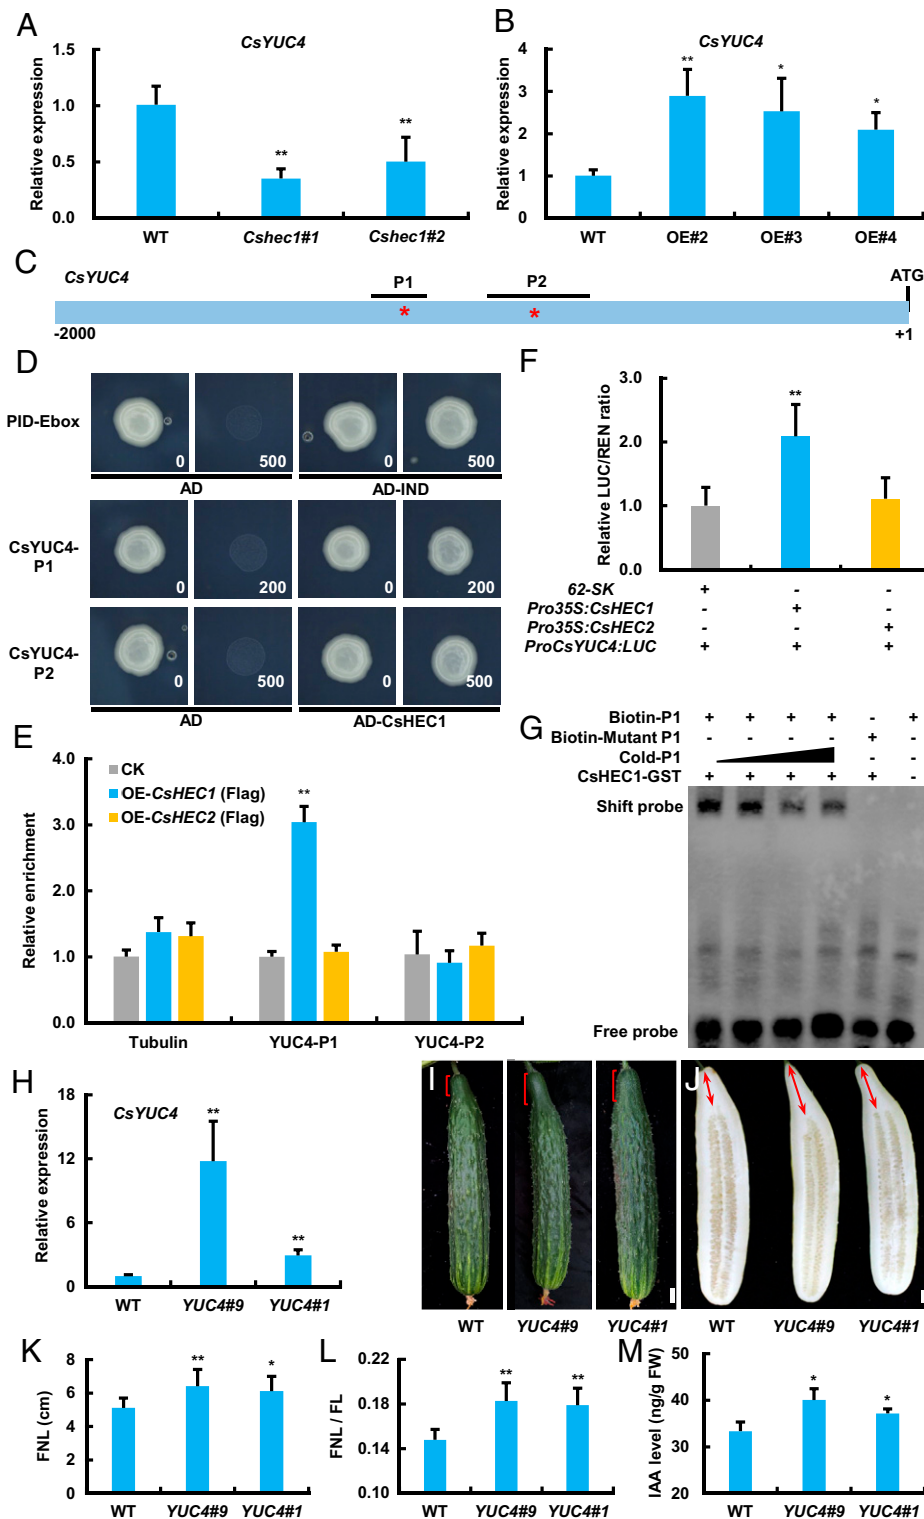 A
CsYUC4
Relative expression
1.5
1.0
0.5
0.0
**
**
WT
Cshec1#1
Cshec1#2
B
CsYUC4
Relative expression
4
3
2
1
0
**
*
*
WT
OE#2
OE#3
OE#4
C
CsYUC4
P1
P2
ATG
*
*
-2000
+1
D
PID-Ebox
0
500
0
500
AD
AD-IND
CsYUC4-
P1
0
200
0
200
CsYUC4-
P2
0
500
0
500
AD
AD-CsHEC1
F
Relative LUC/REN ratio
3.0
2.0
1.0
0.0
**
62-SK + - -
Pro35S:CsHEC1 - + -
Pro35S:CsHEC2 - - +
ProCsYUC4:LUC + + +
E
Relative enrichment
4.0
3.0
2.0
1.0
0.0
CK
OE-CsHEC1 (Flag)
OE-CsHEC2 (Flag)
**
Tubulin
YUC4-P1
YUC4-P2
G
Biotin-P1 + + + + - +
Biotin-Mutant P1 - - - - + -
Cold-P1 - -
CsHEC1-GST + + + + + -
Shift probe
Free probe
H
CsYUC4
Relative expression
18
12
6
0
**
**
WT
YUC4#9
YUC4#1
I
WT
YUC4#9
YUC4#1
J
WT
YUC4#9
YUC4#1
K
FNL (cm)
8
6
4
2
0
**
*
WT
YUC4#9
YUC4#1
L
FNL / FL
0.22
0.18
0.14
0.10
**
**
WT
YUC4#9
YUC4#1
M
IAA level (ng/g FW)
50
40
30
20
*
*
WT
YUC4#9
YUC4#1